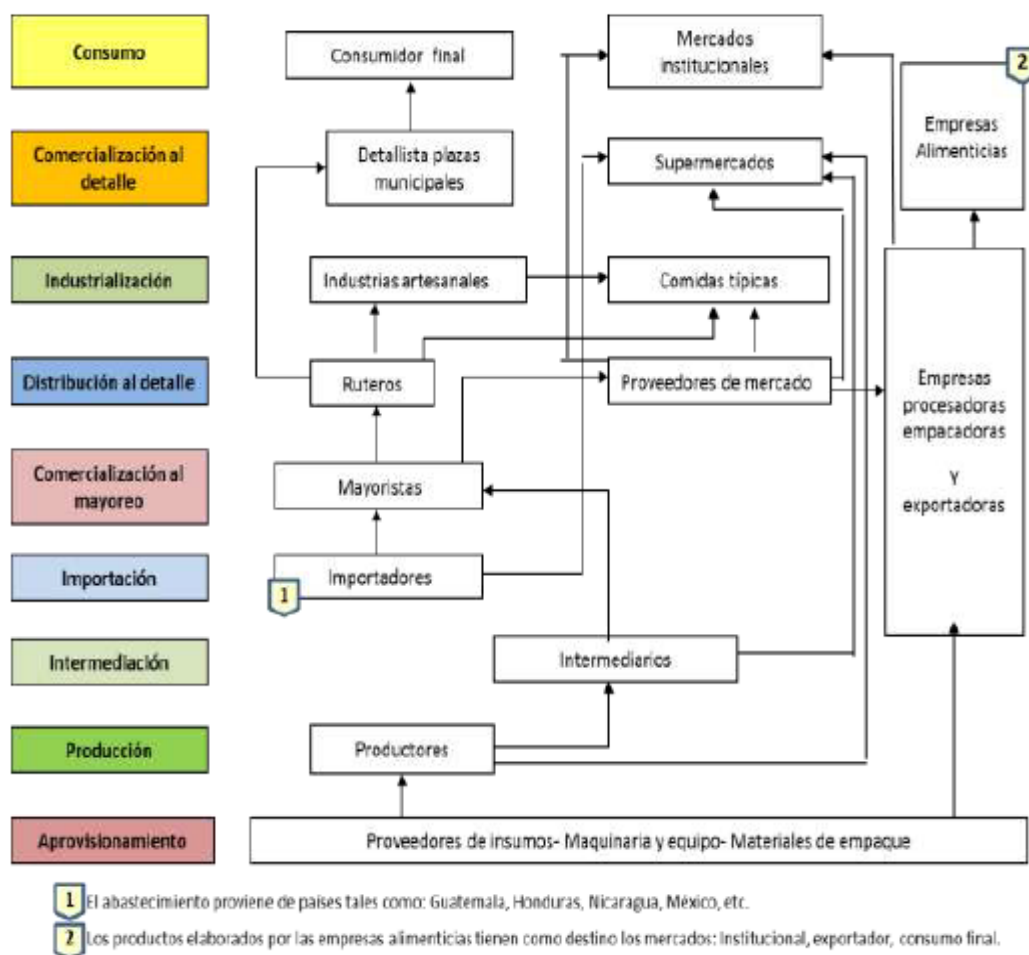 Consumo
Consumidor final
Mercados
institucionales
2
Empresas
Alimenticias
Comercialización al
detalle
Detallista plazas
municipales
Supermercados
Industrialización
Industrias artesanales
Comidas típicas
Distribución al detalle
Ruteros
Proveedores de mercado
Empresas
procesadoras
empacadoras
Y
exportadoras
Comercialización al
mayoreo
Mayoristas
Importación
Importadores
1
Intermediación
Intermediarios
Producción
Productores
Aprovisionamiento
Proveedores de insumos- Maquinaria y equipo- Materiales de empaque
1 El abastecimiento proviene de países tales como: Guatemala, Honduras, Nicaragua, México, etc.
2 Los productos elaborados por las empresas alimenticias tienen como destino los mercados: Institucional, exportador, consumo final.